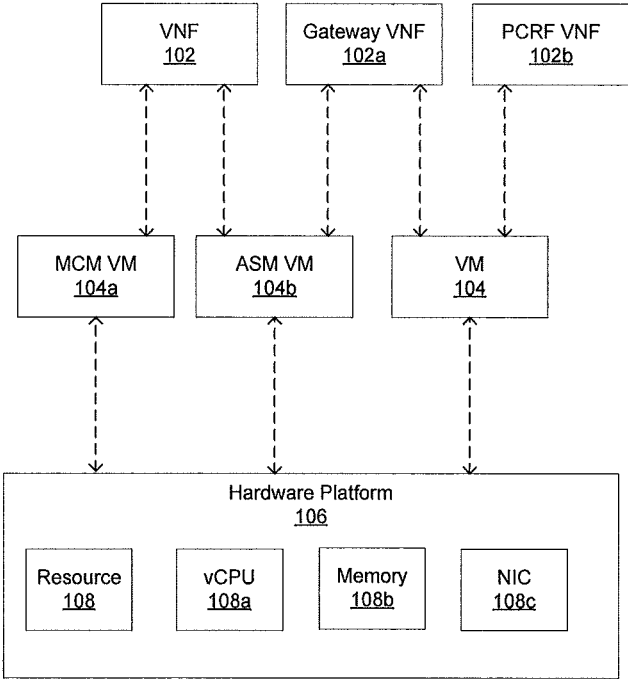 VNF
102
Gateway VNF
102a
PCRF VNF
102b
MCM VM
104a
ASM VM
104b
VM
104
Hardware Platform
106
Resource
108
vCPU
108a
Memory
108b
NIC
108c